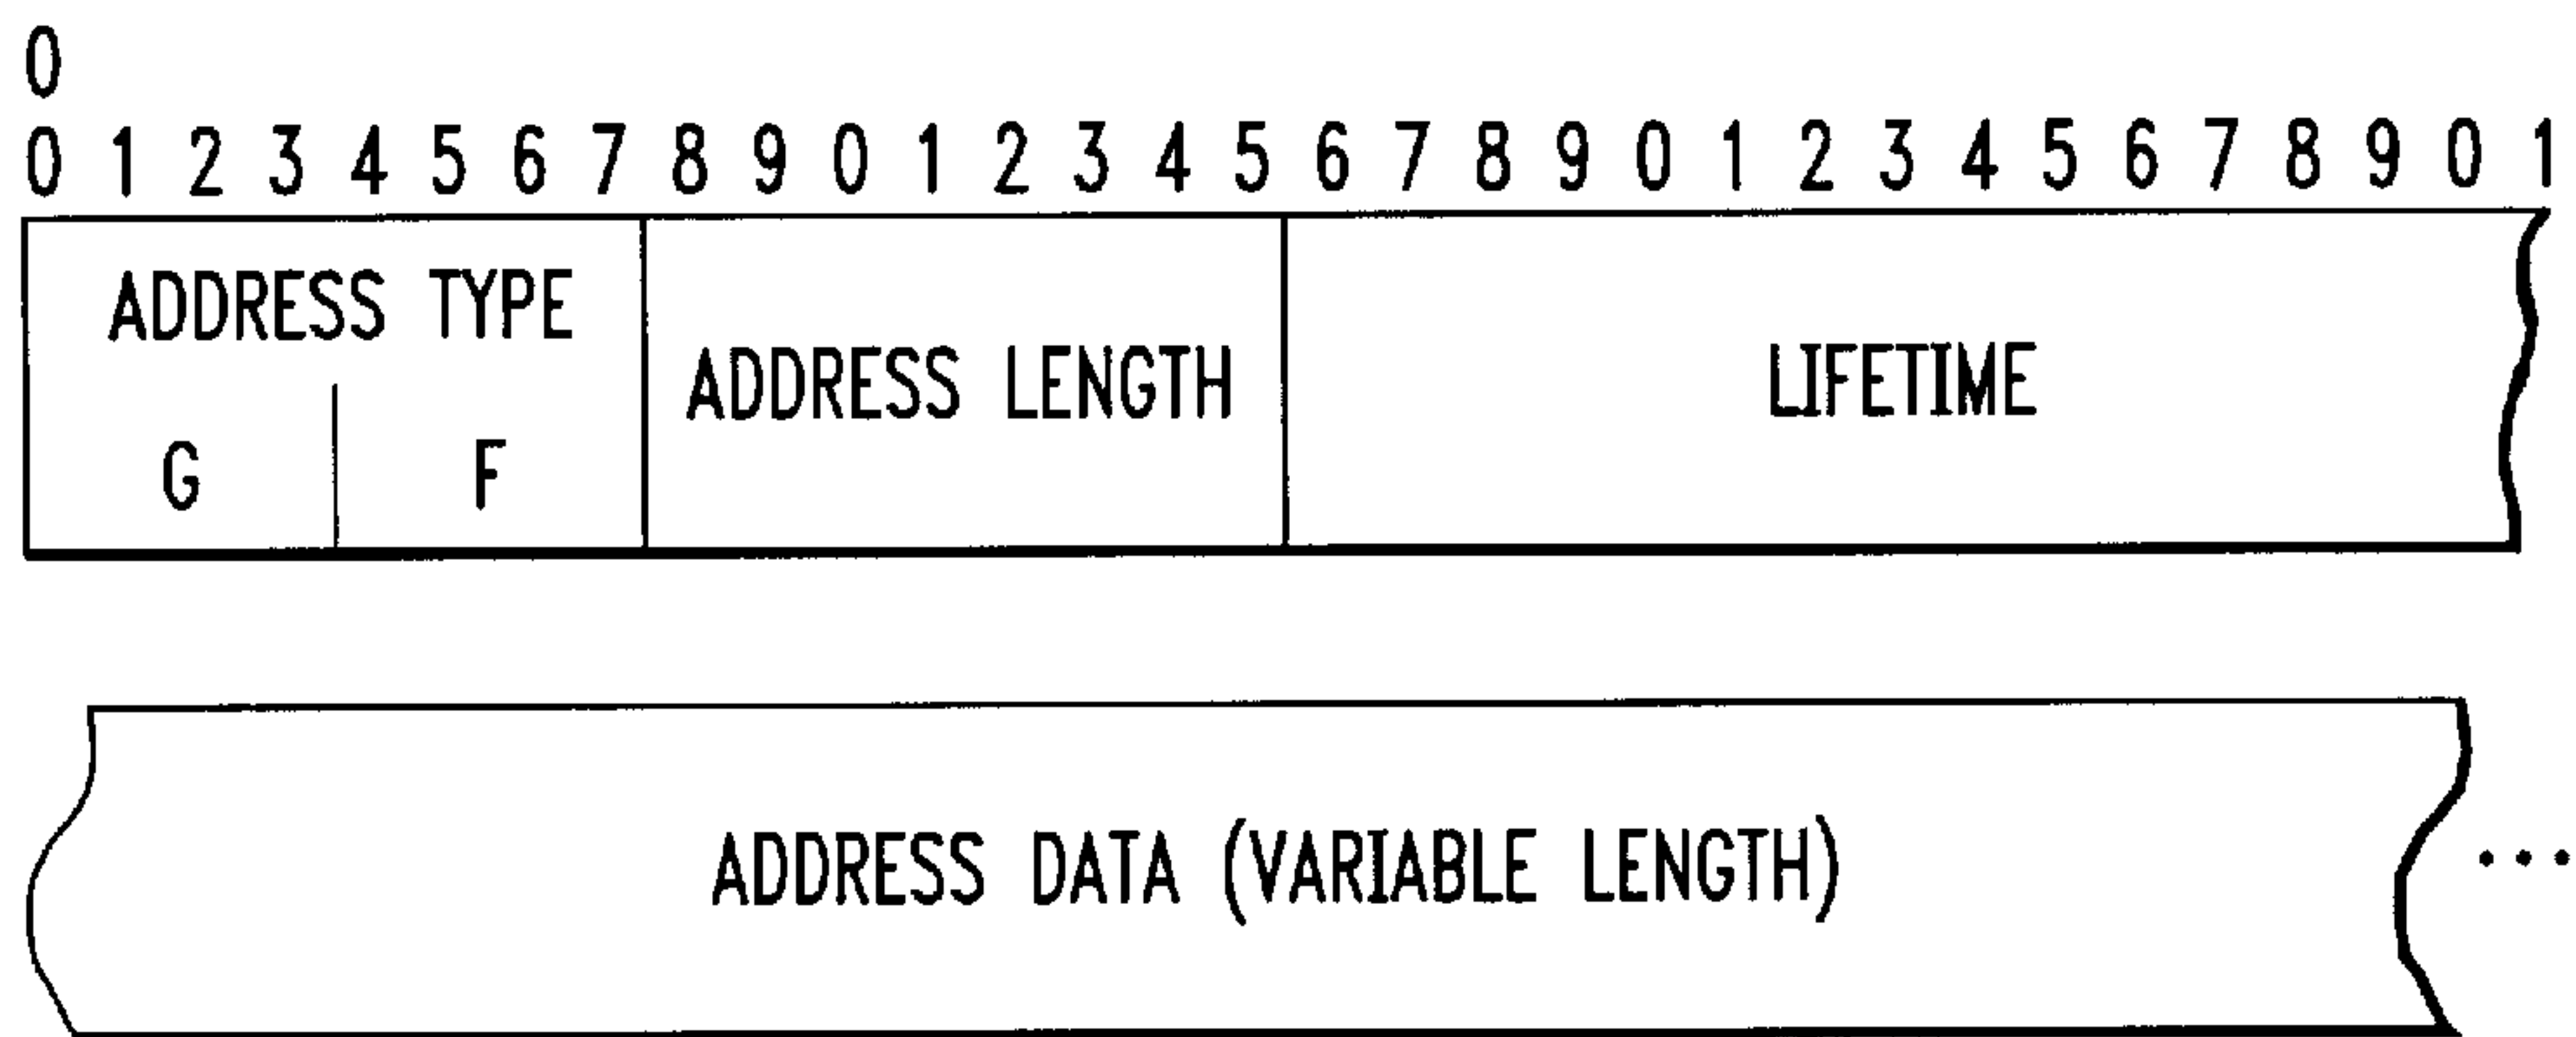 0
0 1 2 3 4 5 6 7 8 9 0 1 2 3 4 5 6 7 8 9 0 1 2 3 4 5 6 7 8 9 0 1
ADDRESS TYPE
G F
ADDRESS LENGTH
LIFETIME
ADDRESS DATA (VARIABLE LENGTH) ...